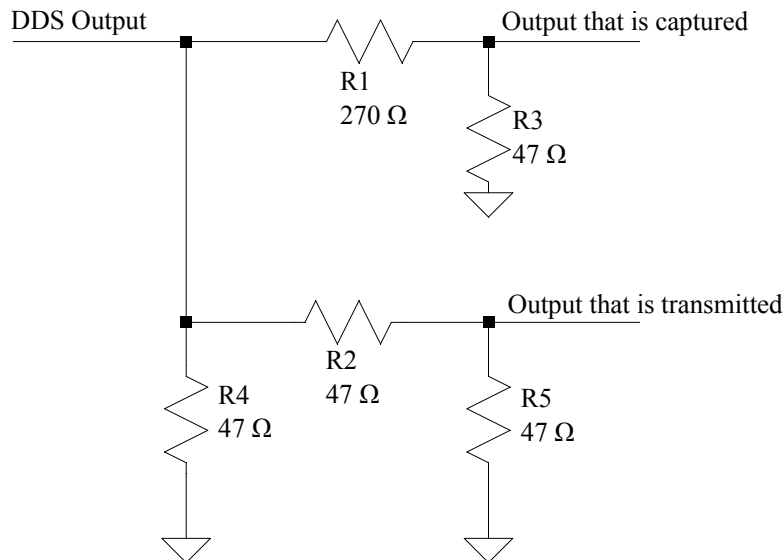 DDS Output
Output that is captured
R1
270 Ω
R3
47 Ω
Output that is transmitted
R2
47 Ω
R4
47 Ω
R5
47 Ω